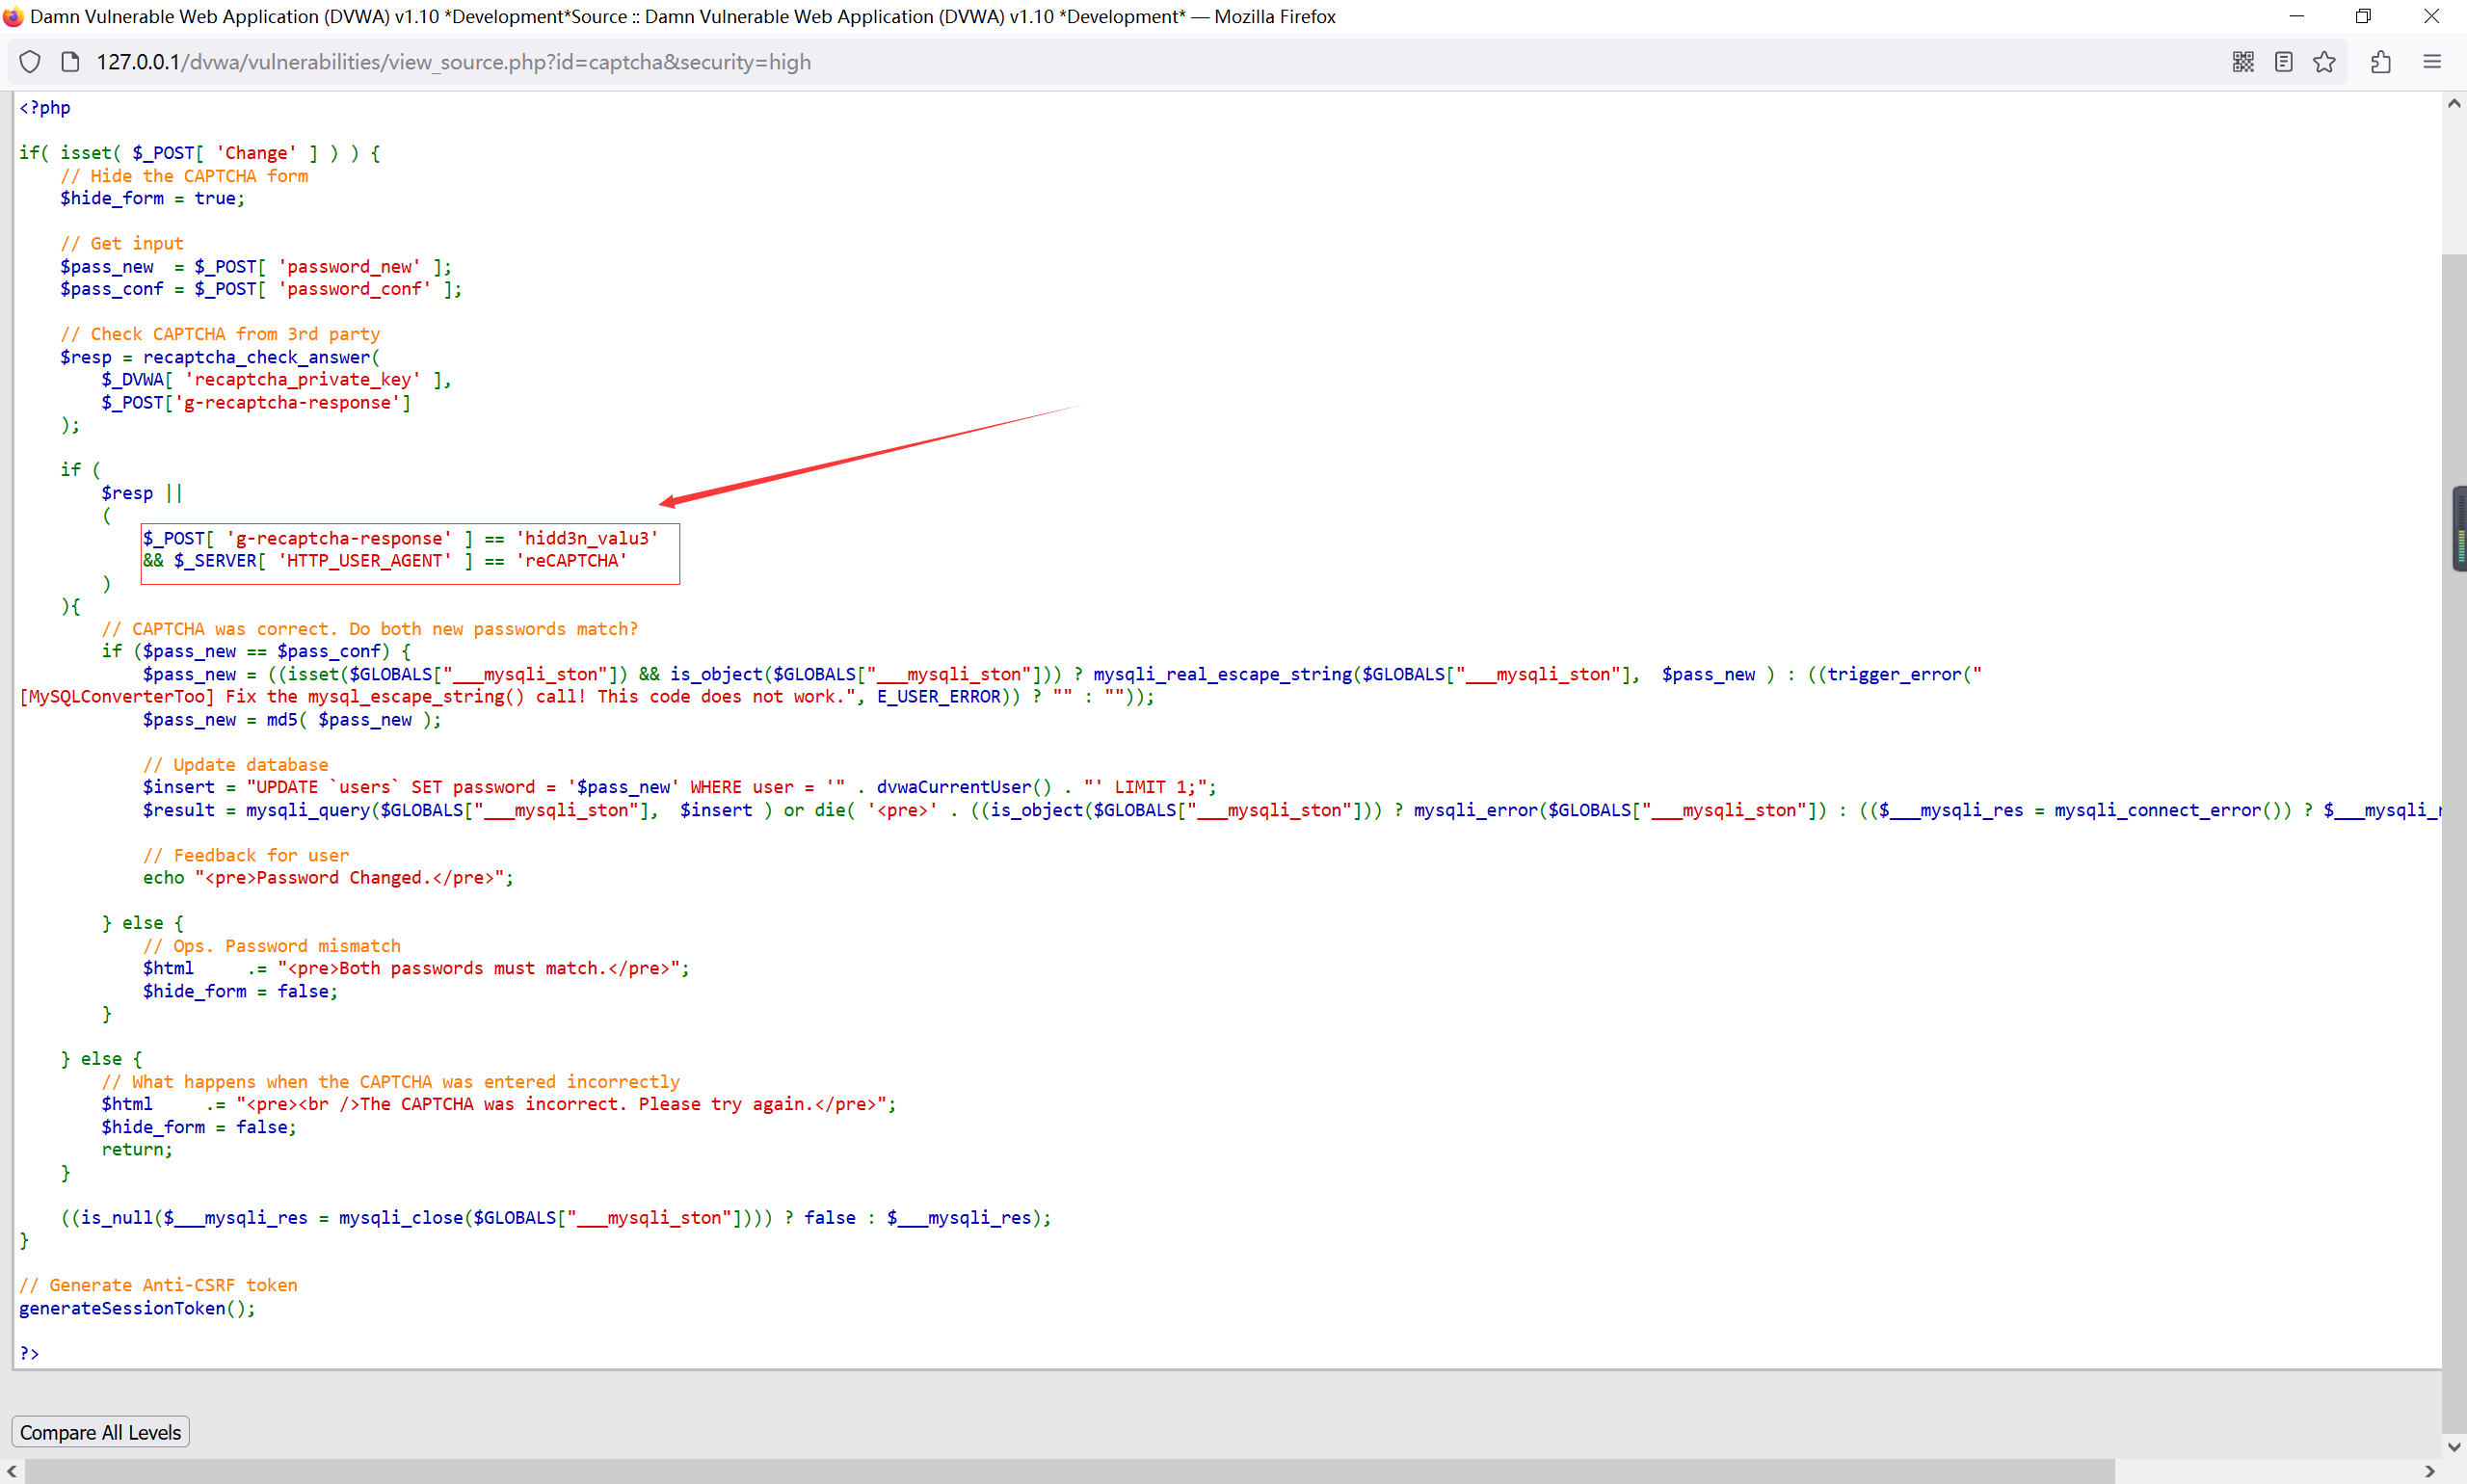 Damn Vulnerable Web Application (DVWA) v1.10 *Development*Source :: Damn Vulnerable Web Application (DVWA) v1.10 *Development* — Mozilla Firefox
127.0.0.1/dvwa/vulnerabilities/view_source.php?id=captcha&security=high
<?php
if( isset( $_POST[ 'Change' ] ) ) {
    // Hide the CAPTCHA form
    $hide_form = true;
    // Get input
    $pass_new  = $_POST[ 'password_new' ];
    $pass_conf = $_POST[ 'password_conf' ];
    // Check CAPTCHA from 3rd party
    $resp = recaptcha_check_answer(
        $_DVWA[ 'recaptcha_private_key' ],
        $_POST['g-recaptcha-response']
    );
    if (
        $resp ||
        (
            $_POST[ 'g-recaptcha-response' ] == 'hidd3n_valu3'
            && $_SERVER[ 'HTTP_USER_AGENT' ] == 'reCAPTCHA'
        )
    ){
        // CAPTCHA was correct. Do both new passwords match?
        if ($pass_new == $pass_conf) {
            $pass_new = ((isset($GLOBALS["___mysqli_ston"]) && is_object($GLOBALS["___mysqli_ston"])) ? mysqli_real_escape_string($GLOBALS["___mysqli_ston"],  $pass_new ) : ((trigger_error("
[MySQLConverterToo] Fix the mysql_escape_string() call! This code does not work.", E_USER_ERROR)) ? "" : ""));
            $pass_new = md5( $pass_new );
            // Update database
            $insert = "UPDATE `users` SET password = '$pass_new' WHERE user = '" . dvwaCurrentUser() . "' LIMIT 1;";
            $result = mysqli_query($GLOBALS["___mysqli_ston"],  $insert ) or die( '<pre>' . ((is_object($GLOBALS["___mysqli_ston"])) ? mysqli_error($GLOBALS["___mysqli_ston"]) : (($___mysqli_res = mysqli_connect_error()) ? $___mysqli_
            // Feedback for user
            echo "<pre>Password Changed.</pre>";
        } else {
            // Ops. Password mismatch
            $html     .= "<pre>Both passwords must match.</pre>";
            $hide_form = false;
        }
    } else {
        // What happens when the CAPTCHA was entered incorrectly
        $html     .= "<pre><br />The CAPTCHA was incorrect. Please try again.</pre>";
        $hide_form = false;
        return;
    }
    ((is_null($___mysqli_res = mysqli_close($GLOBALS["___mysqli_ston"]))) ? false : $___mysqli_res);
}
// Generate Anti-CSRF token
generateSessionToken();
?>
Compare All Levels